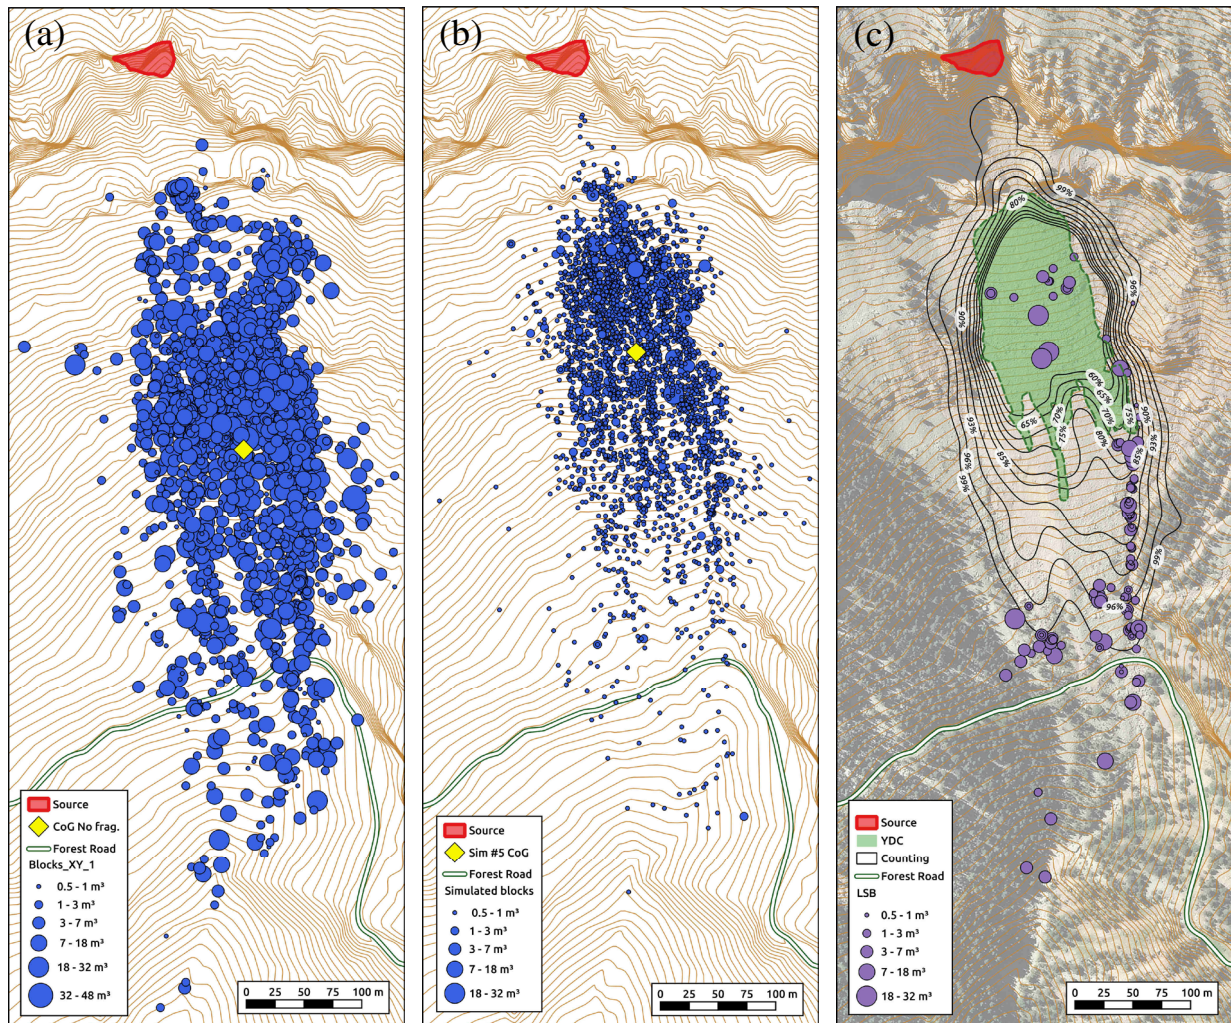 (a)
Source
CoG No frag.
Forest Road
Blocks_XY_1
0.5 - 1 m³
1 - 3 m³
3 - 7 m³
7 - 18 m³
18 - 32 m³
32 - 48 m³
0 25 50 75 100 m
(b)
Source
Sim #5 CoG
Forest Road
Simulated blocks
0.5 - 1 m³
1 - 3 m³
3 - 7 m³
7 - 18 m³
18 - 32 m³
0 25 50 75 100 m
(c)
99%
80%
96%
90%
60%
65%
70%
90%
75%
70%
65%
93%
75%
80%
93%
85%
85%
96%
99%
99%
96%
Source
YDC
Counting
Forest Road
LSB
0.5 - 1 m³
1 - 3 m³
3 - 7 m³
7 - 18 m³
18 - 32 m³
0 25 50 75 100 m